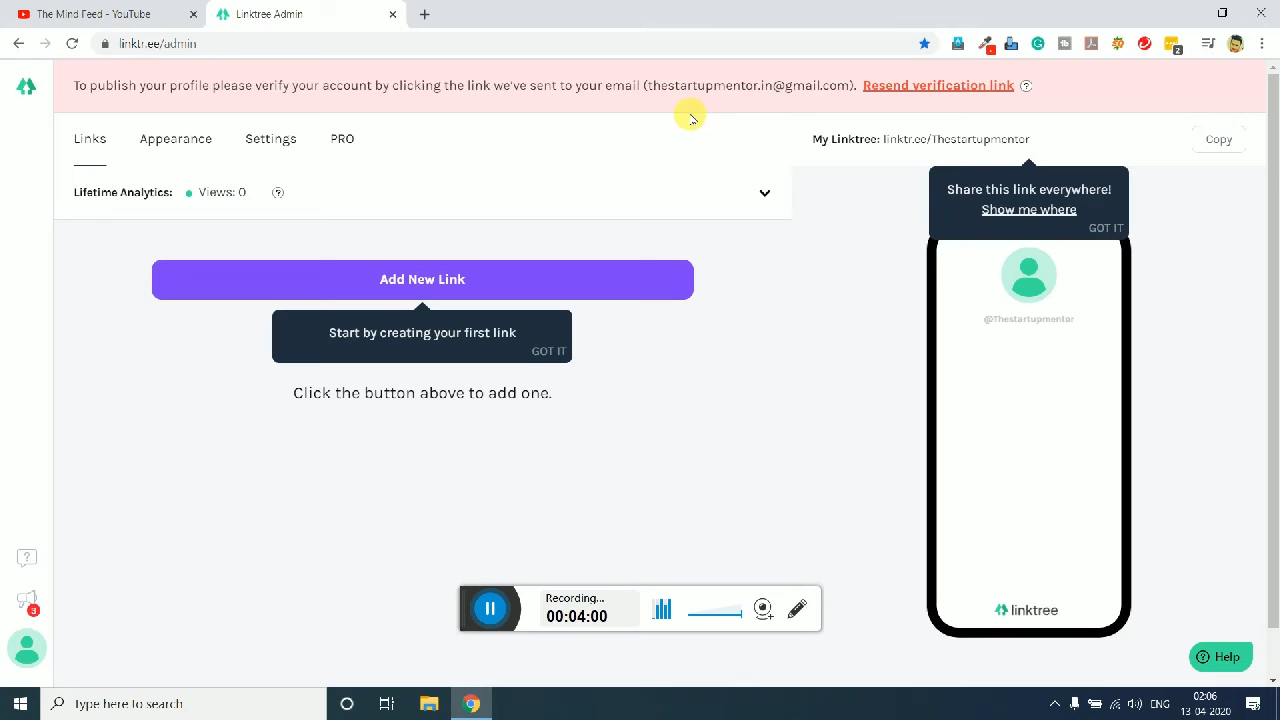 The Mind Feed - YouTube
Linktree Admin
linktr.ee/admin
2
To publish your profile please verify your account by clicking the link we've sent to your email (thestartupmentor.in@gmail.com). Resend verification link
Links Appearance Settings PRO
My Linktree: linktr.ee/Thestartupmentor
Copy
Lifetime Analytics: Views: 0
Share this link everywhere!
Show me where
GOT IT
Add New Link
Start by creating your first link
GOT IT
Click the button above to add one.
@Thestartupmentor
linktree
Recording...
00:04:00
3
Help
Type here to search
ENG
02:06
13-04-2020